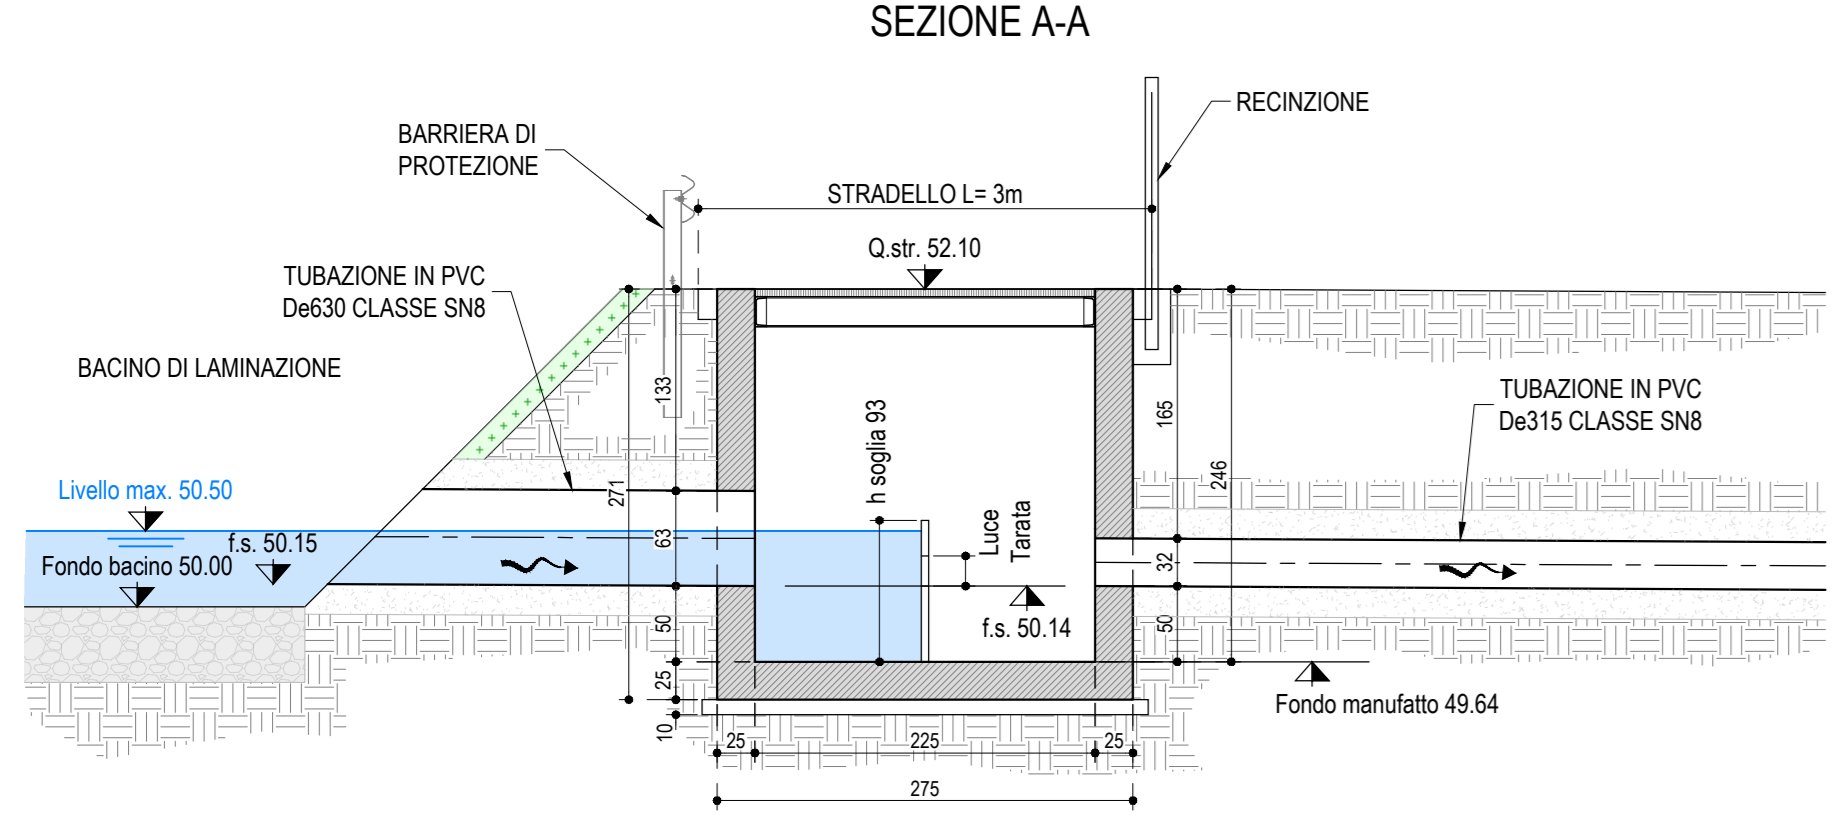 SEZIONE A-A
RECINZIONE
BARRIERA DI
PROTEZIONE
STRADELLO L= 3m
Q.str. 52.10
TUBAZIONE IN PVC
De630 CLASSE SN8
BACINO DI LAMINAZIONE
133
h soglia 93
165
TUBAZIONE IN PVC
De315 CLASSE SN8
246
271
Livello max. 50.50
f.s. 50.15
Fondo bacino 50.00
63
Luce
Tarata
32
f.s. 50.14
50
50
25
10
Fondo manufatto 49.64
25
225
25
275